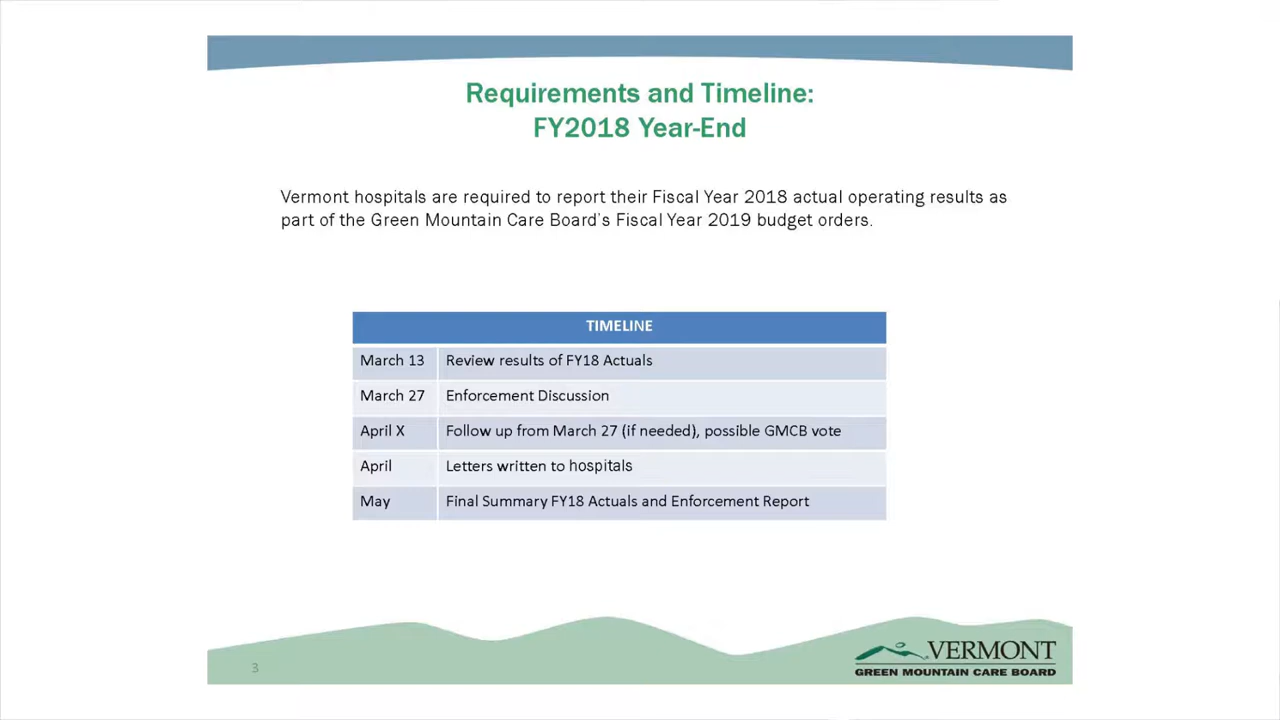 Requirements and Timeline:
FY2018 Year-End
Vermont hospitals are required to report their Fiscal Year 2018 actual operating results as
part of the Green Mountain Care Board's Fiscal Year 2019 budget orders.
TIMELINE
March 13 Review results of FY18 Actuals
March 27 Enforcement Discussion
April X Follow up from March 27 (if needed), possible GMCB vote
April Letters written to hospitals
May Final Summary FY18 Actuals and Enforcement Report
3
VERMONT
GREEN MOUNTAIN CARE BOARD